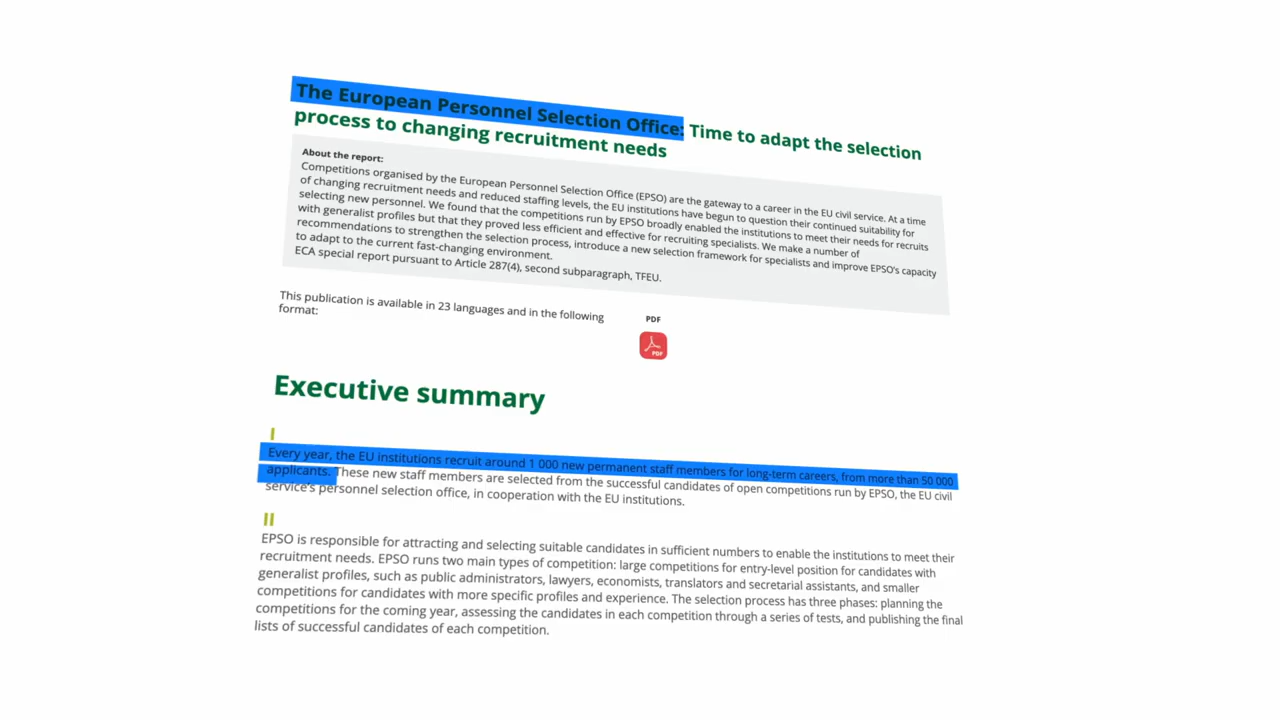 The European Personnel Selection Office: Time to adapt the selection
process to changing recruitment needs
About the report:
Competitions organised by the European Personnel Selection Office (EPSO) are the gateway to a career in the EU civil service. At a time
of changing recruitment needs and reduced staffing levels, the EU institutions have begun to question their continued suitability for
selecting new personnel. We found that the competitions run by EPSO broadly enabled the institutions to meet their needs for recruits
with generalist profiles but that they proved less efficient and effective for recruiting specialists. We make a number of
recommendations to strengthen the selection process, introduce a new selection framework for specialists and improve EPSO's capacity
to adapt to the current fast-changing environment.
ECA special report pursuant to Article 287(4), second subparagraph, TFEU.
This publication is available in 23 languages and in the following
format:
PDF
PDF
Executive summary
I
Every year, the EU institutions recruit around 1 000 new permanent staff members for long-term careers, from more than 50 000
applicants. These new staff members are selected from the successful candidates of open competitions run by EPSO, the EU civil
service's personnel selection office, in cooperation with the EU institutions.
II
EPSO is responsible for attracting and selecting suitable candidates in sufficient numbers to enable the institutions to meet their
recruitment needs. EPSO runs two main types of competition: large competitions for entry-level position for candidates with
generalist profiles, such as public administrators, lawyers, economists, translators and secretarial assistants, and smaller
competitions for candidates with more specific profiles and experience. The selection process has three phases: planning the
competitions for the coming year, assessing the candidates in each competition through a series of tests, and publishing the final
lists of successful candidates of each competition.